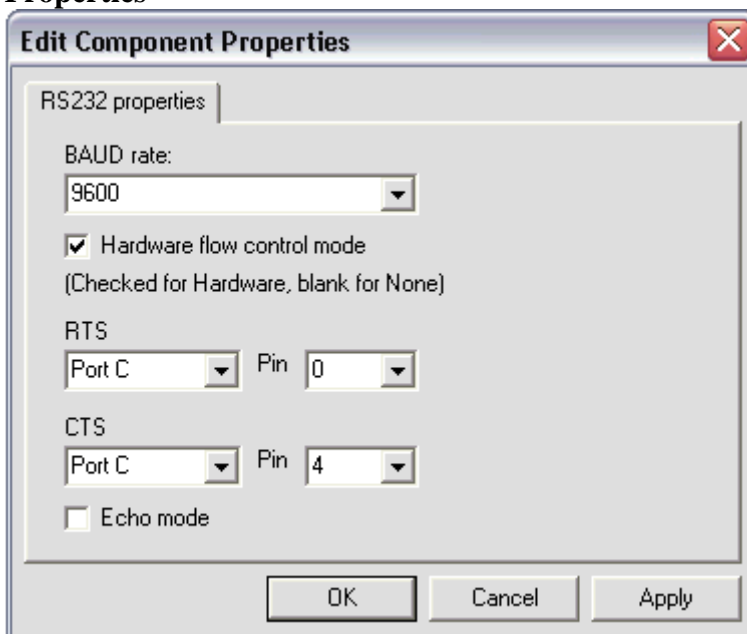 Properties
Edit Component Properties
RS232 properties
BAUD rate:
9600
Hardware flow control mode
(Checked for Hardware, blank for None)
RTS
Port C Pin 0
CTS
Port C Pin 4
Echo mode
OK Cancel Apply